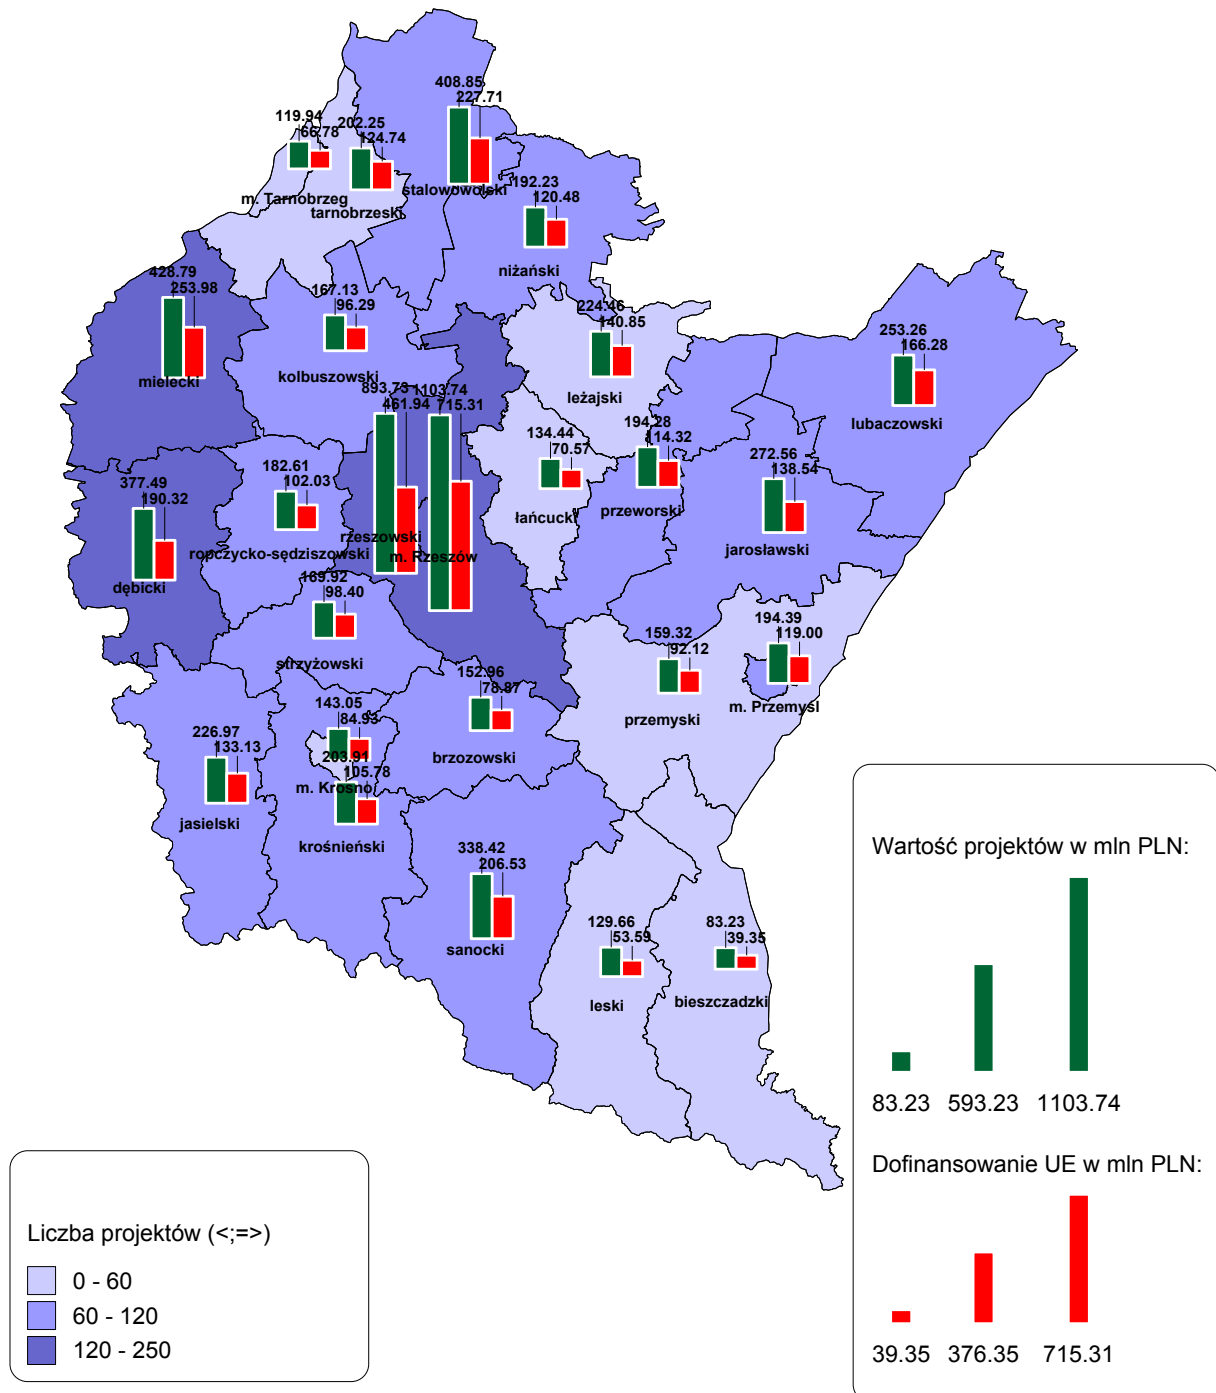 408.85
227.71
119.94
66.78
202.25
124.74
m. Tarnobrzeg
tarnobrzeski
stalowowolski
192.23
120.48
niżański
428.79
253.98
mielecki
167.13
96.29
kolbuszowski
224.46
140.85
leżajski
253.26
166.28
lubaczowski
893.73
461.94
rzeszowski
1103.74
715.31
m. Rzeszów
134.44
70.57
łańcucki
194.28
114.32
przeworski
272.56
138.54
jarosławski
377.49
190.32
dębicki
182.61
102.03
ropczycko-sędziszowski
169.92
98.40
strzyżowski
159.32
92.12
przemyski
194.39
119.00
m. Przemyśl
152.96
78.87
brzozowski
143.05
84.93
m. Krosno
203.91
105.78
krośnieński
226.97
133.13
jasielski
338.42
206.53
sanocki
129.66
53.59
leski
83.23
39.35
bieszczadzki
Wartość projektów w mln PLN:
83.23 593.23 1103.74
Dofinansowanie UE w mln PLN:
39.35 376.35 715.31
Liczba projektów (<;=>)
0 - 60
60 - 120
120 - 250